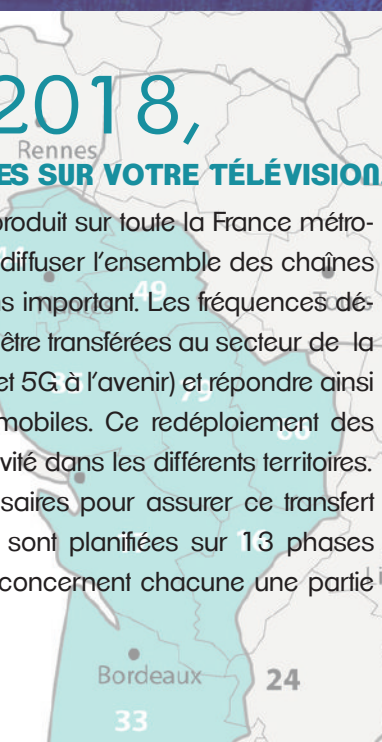 2018,
Rennes
ES SUR VOTRE TÉLÉVISION
produit sur toute la France métro-
diffuser l'ensemble des chaînes
ns important. Les fréquences dé-
49
être transférées au secteur de la
et 5G à l'avenir) et répondre ainsi
79
mobiles. Ce redéploiement des
86
vité dans les différents territoires.
saires pour assurer ce transfert
sont planifiées sur 13 phases
concernent chacune une partie
Li
Bordeaux
24
33